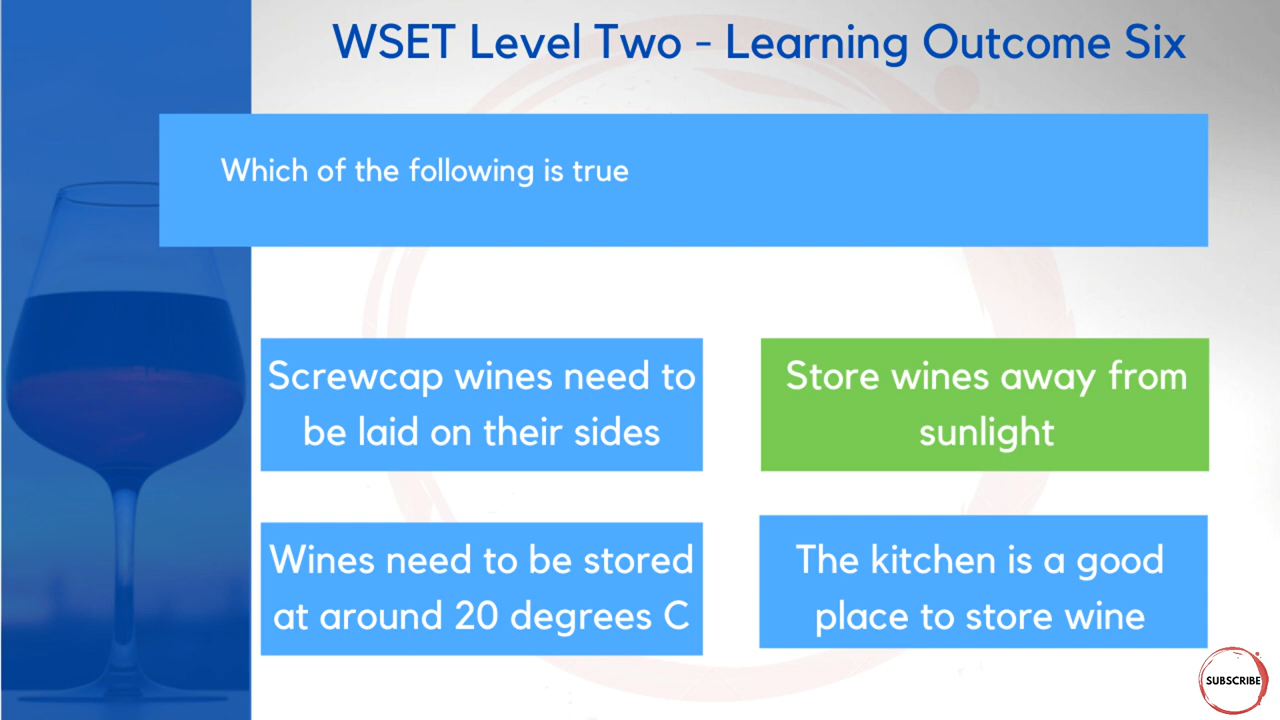 WSET Level Two - Learning Outcome Six
Which of the following is true
Screwcap wines need to
be laid on their sides
Store wines away from
sunlight
Wines need to be stored
at around 20 degrees C
The kitchen is a good
place to store wine
SUBSCRIBE